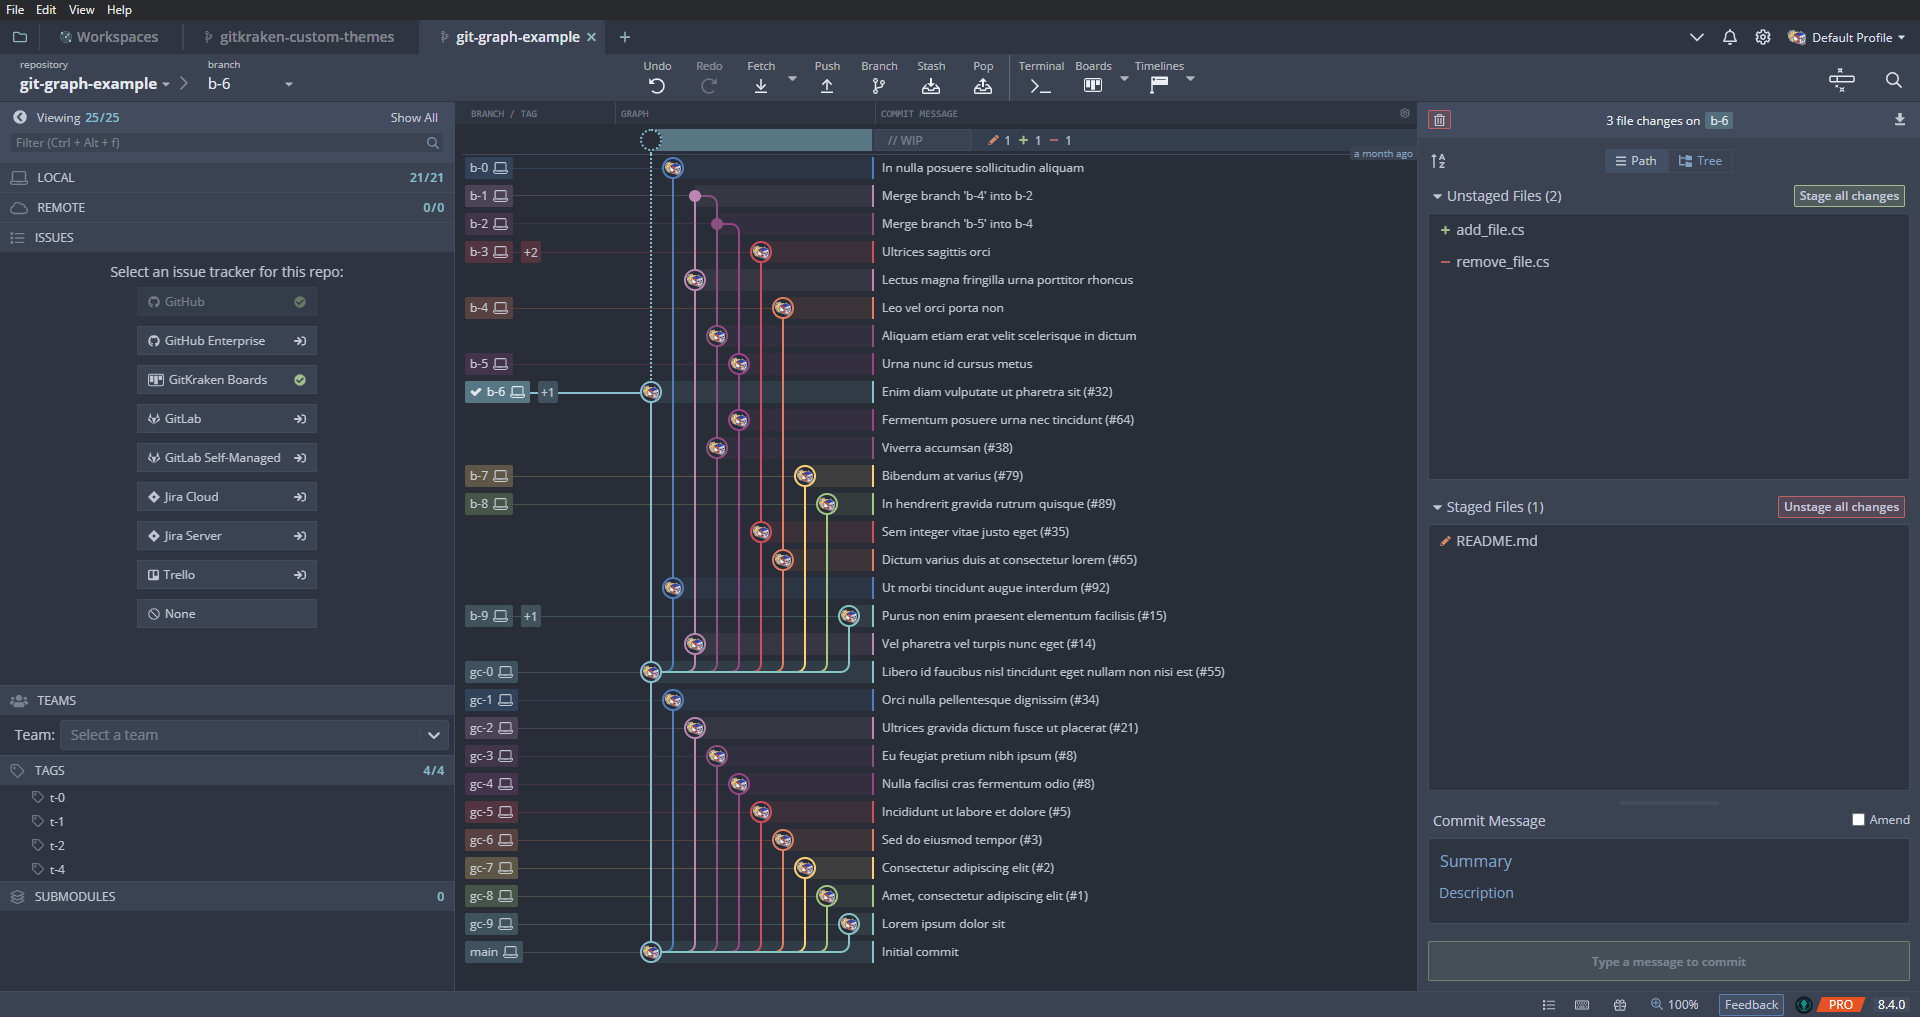 File Edit View Help
Workspaces
gitkraken-custom-themes
git-graph-example
Default Profile
repository
git-graph-example
branch
b-6
Undo Redo Fetch Push Branch Stash Pop Terminal Boards Timelines
Viewing 25/25 Show All
Filter (Ctrl + Alt + f)
LOCAL 21/21
REMOTE 0/0
ISSUES
Select an issue tracker for this repo:
GitHub
GitHub Enterprise
GitKraken Boards
GitLab
GitLab Self-Managed
Jira Cloud
Jira Server
Trello
None
TEAMS
Team: Select a team
TAGS 4/4
t-0
t-1
t-2
t-4
SUBMODULES 0
BRANCH / TAG GRAPH COMMIT MESSAGE
// WIP 1 + 1 − 1
a month ago
b-0 In nulla posuere sollicitudin aliquam
b-1 Merge branch 'b-4' into b-2
b-2 Merge branch 'b-5' into b-4
b-3 +2 Ultrices sagittis orci
Lectus magna fringilla urna porttitor rhoncus
b-4 Leo vel orci porta non
Aliquam etiam erat velit scelerisque in dictum
b-5 Urna nunc id cursus metus
b-6 +1 Enim diam vulputate ut pharetra sit (#32)
Fermentum posuere urna nec tincidunt (#64)
Viverra accumsan (#38)
b-7 Bibendum at varius (#79)
b-8 In hendrerit gravida rutrum quisque (#89)
Sem integer vitae justo eget (#35)
Dictum varius duis at consectetur lorem (#65)
Ut morbi tincidunt augue interdum (#92)
b-9 +1 Purus non enim praesent elementum facilisis (#15)
Vel pharetra vel turpis nunc eget (#14)
gc-0 Libero id faucibus nisl tincidunt eget nullam non nisi est (#55)
gc-1 Orci nulla pellentesque dignissim (#34)
gc-2 Ultrices gravida dictum fusce ut placerat (#21)
gc-3 Eu feugiat pretium nibh ipsum (#8)
gc-4 Nulla facilisi cras fermentum odio (#8)
gc-5 Incididunt ut labore et dolore (#5)
gc-6 Sed do eiusmod tempor (#3)
gc-7 Consectetur adipiscing elit (#2)
gc-8 Amet, consectetur adipiscing elit (#1)
gc-9 Lorem ipsum dolor sit
main Initial commit
3 file changes on b-6
Path Tree
Unstaged Files (2) Stage all changes
+ add_file.cs
− remove_file.cs
Staged Files (1) Unstage all changes
README.md
Commit Message Amend
Summary
Description
Type a message to commit
100% Feedback PRO 8.4.0